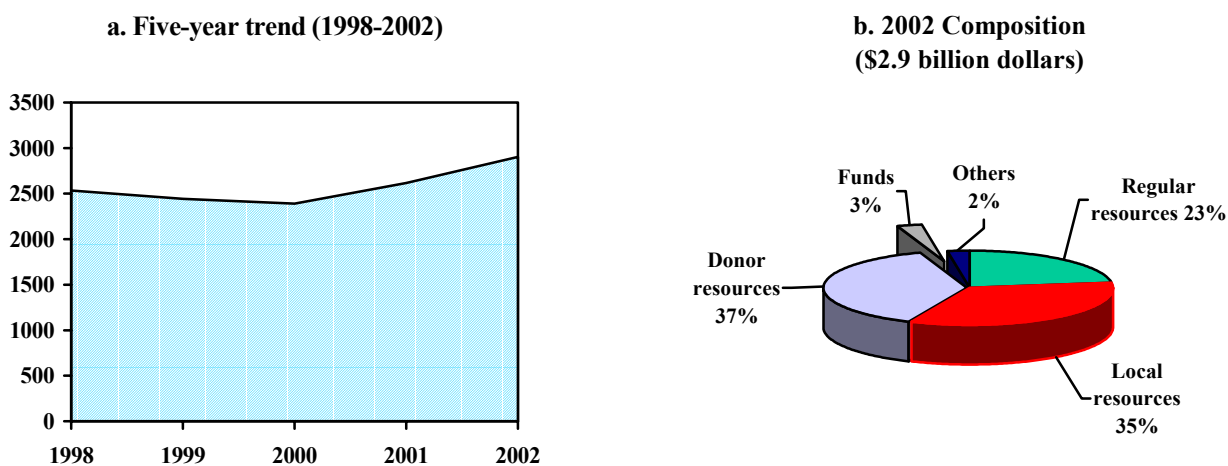 a. Five-year trend (1998-2002)
3500
3000
2500
2000
1500
1000
500
0
1998 1999 2000 2001 2002
b. 2002 Composition
($2.9 billion dollars)
Funds
3%
Others
2%
Regular
resources 23%
Donor
resources
37%
Local
resources
35%